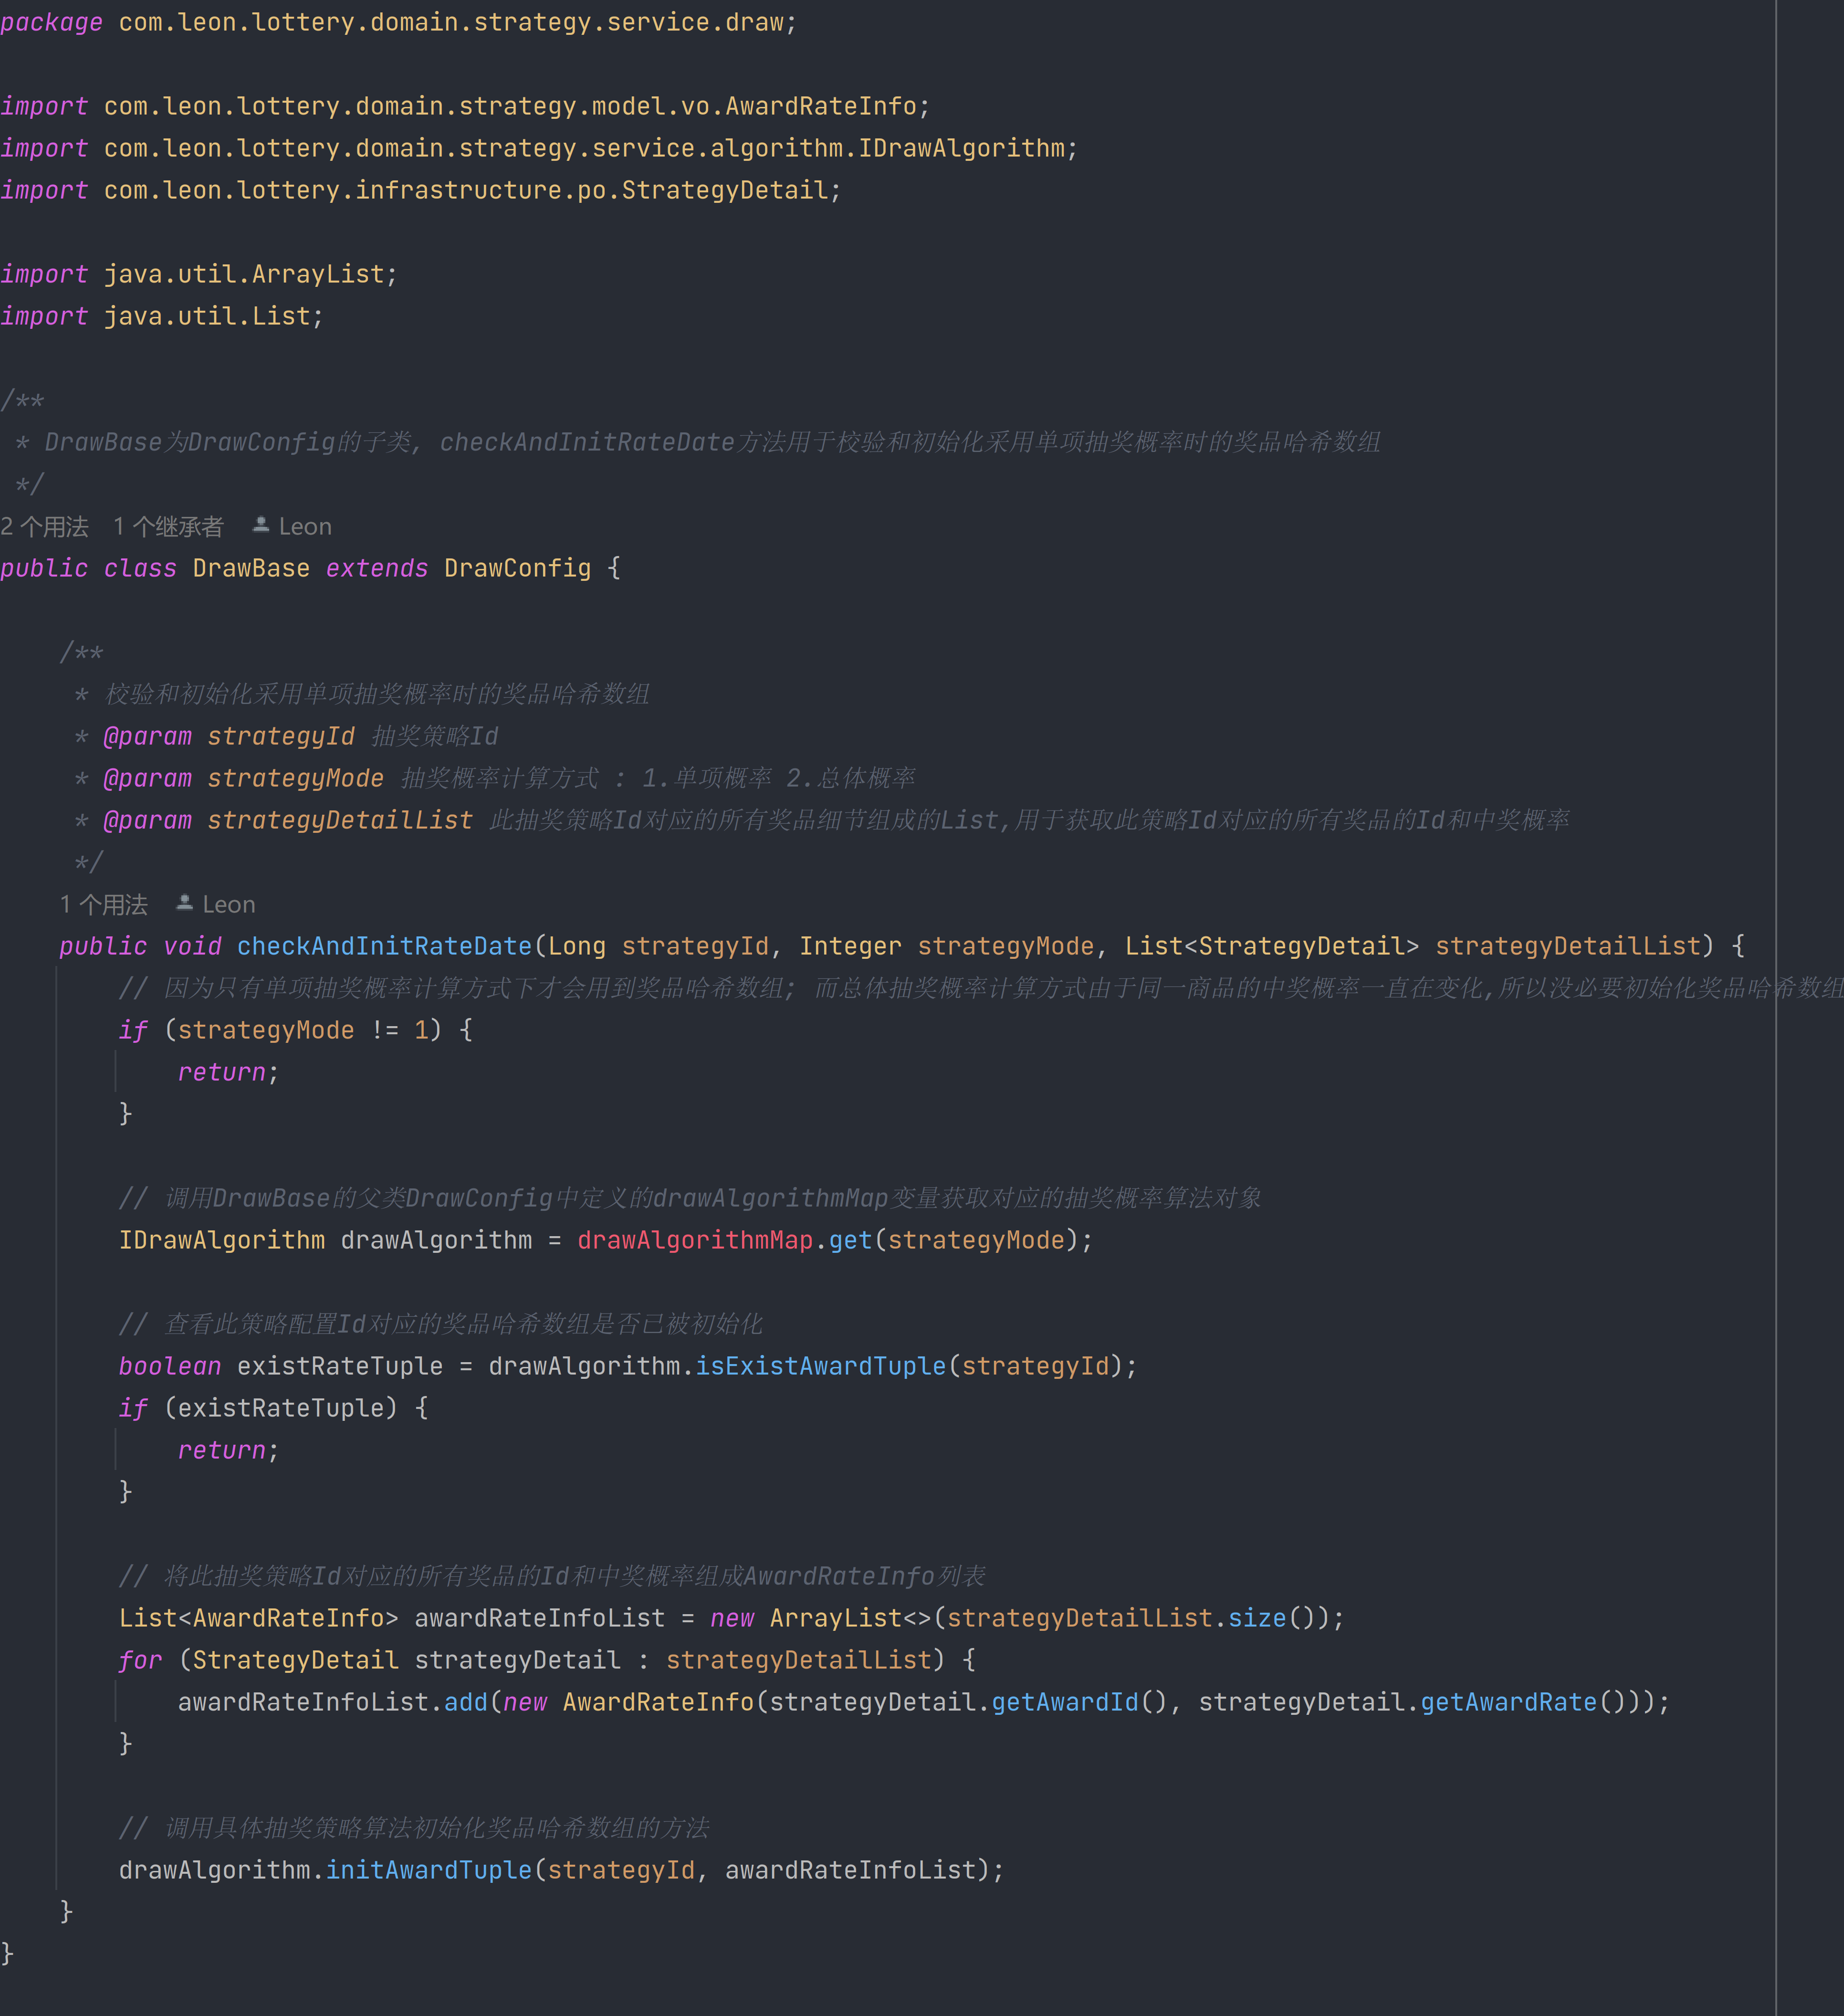 package com.leon.lottery.domain.strategy.service.draw;
import com.leon.lottery.domain.strategy.model.vo.AwardRateInfo;
import com.leon.lottery.domain.strategy.service.algorithm.IDrawAlgorithm;
import com.leon.lottery.infrastructure.po.StrategyDetail;
import java.util.ArrayList;
import java.util.List;
/**
 * DrawBase为DrawConfig的子类, checkAndInitRateDate方法用于校验和初始化采用单项抽奖概率时的奖品哈希数组
 */
2 个用法 1 个继承者 Leon
public class DrawBase extends DrawConfig {
    /**
     * 校验和初始化采用单项抽奖概率时的奖品哈希数组
     * @param strategyId 抽奖策略Id
     * @param strategyMode 抽奖概率计算方式 : 1.单项概率 2.总体概率
     * @param strategyDetailList 此抽奖策略Id对应的所有奖品细节组成的List,用于获取此策略Id对应的所有奖品的Id和中奖概率
     */
    1 个用法 Leon
    public void checkAndInitRateDate(Long strategyId, Integer strategyMode, List<StrategyDetail> strategyDetailList) {
        // 因为只有单项抽奖概率计算方式下才会用到奖品哈希数组; 而总体抽奖概率计算方式由于同一商品的中奖概率一直在变化,所以没必要初始化奖品哈希数组
        if (strategyMode != 1) {
            return;
        }
        // 调用DrawBase的父类DrawConfig中定义的drawAlgorithmMap变量获取对应的抽奖概率算法对象
        IDrawAlgorithm drawAlgorithm = drawAlgorithmMap.get(strategyMode);
        // 查看此策略配置Id对应的奖品哈希数组是否已被初始化
        boolean existRateTuple = drawAlgorithm.isExistAwardTuple(strategyId);
        if (existRateTuple) {
            return;
        }
        // 将此抽奖策略Id对应的所有奖品的Id和中奖概率组成AwardRateInfo列表
        List<AwardRateInfo> awardRateInfoList = new ArrayList<>(strategyDetailList.size());
        for (StrategyDetail strategyDetail : strategyDetailList) {
            awardRateInfoList.add(new AwardRateInfo(strategyDetail.getAwardId(), strategyDetail.getAwardRate()));
        }
        // 调用具体抽奖策略算法初始化奖品哈希数组的方法
        drawAlgorithm.initAwardTuple(strategyId, awardRateInfoList);
    }
}